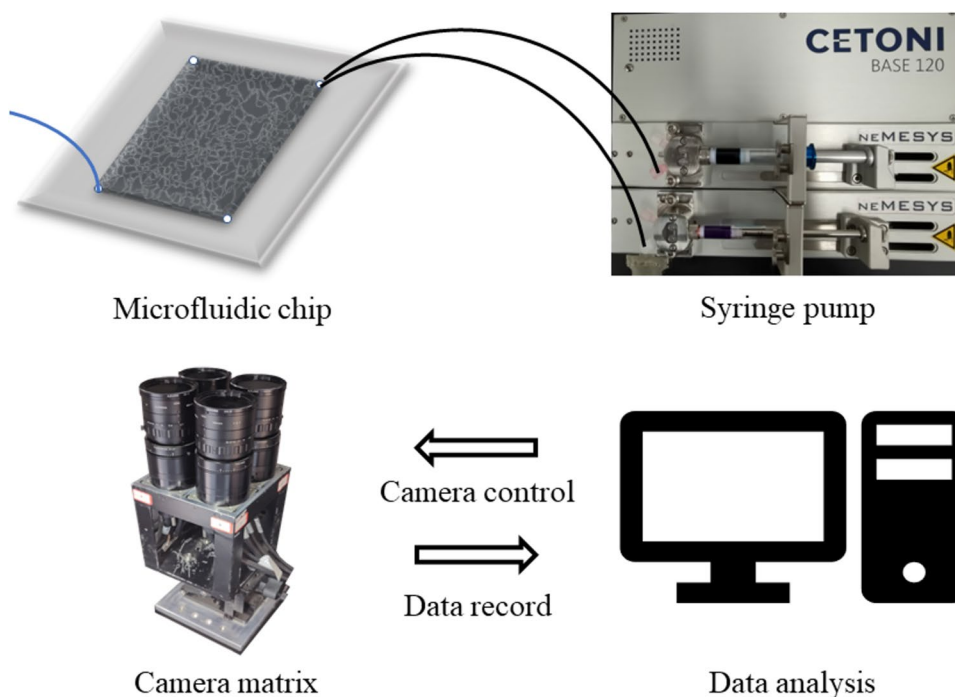 CETONI
BASE 120
neMESYS
neMESYS
Microfluidic chip
Syringe pump
Camera control
Data record
Camera matrix
Data analysis